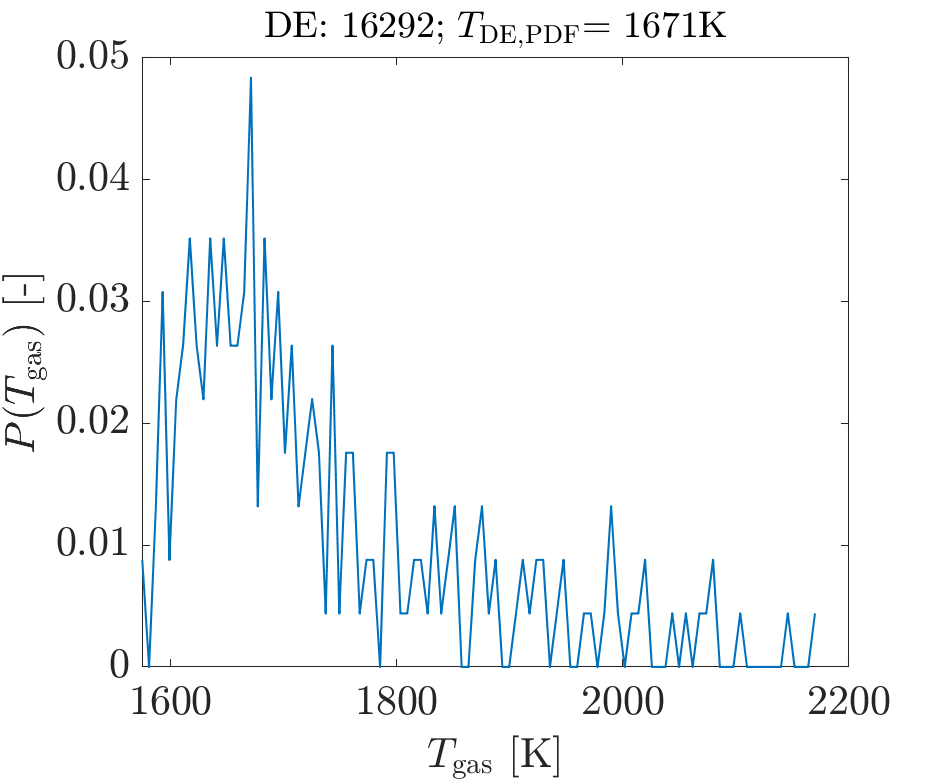 DE: 16292; T_DE,PDF= 1671K
0.05
0.04
0.03
0.02
0.01
0
P(T_gas) [-]
1600 1800 2000 2200
T_gas [K]